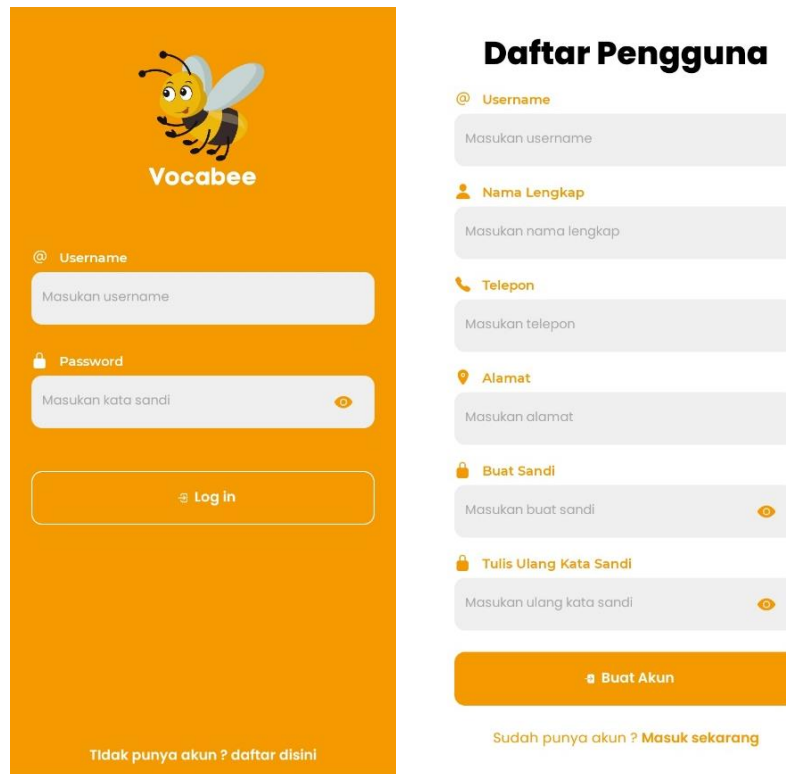 Vocabee
@ Username
Masukan username
Password
Masukan kata sandi
Log in
TIdak punya akun ? daftar disini
Daftar Pengguna
@ Username
Masukan username
Nama Lengkap
Masukan nama lengkap
Telepon
Masukan telepon
Alamat
Masukan alamat
Buat Sandi
Masukan buat sandi
Tulis Ulang Kata Sandi
Masukan ulang kata sandi
Buat Akun
Sudah punya akun ? Masuk sekarang